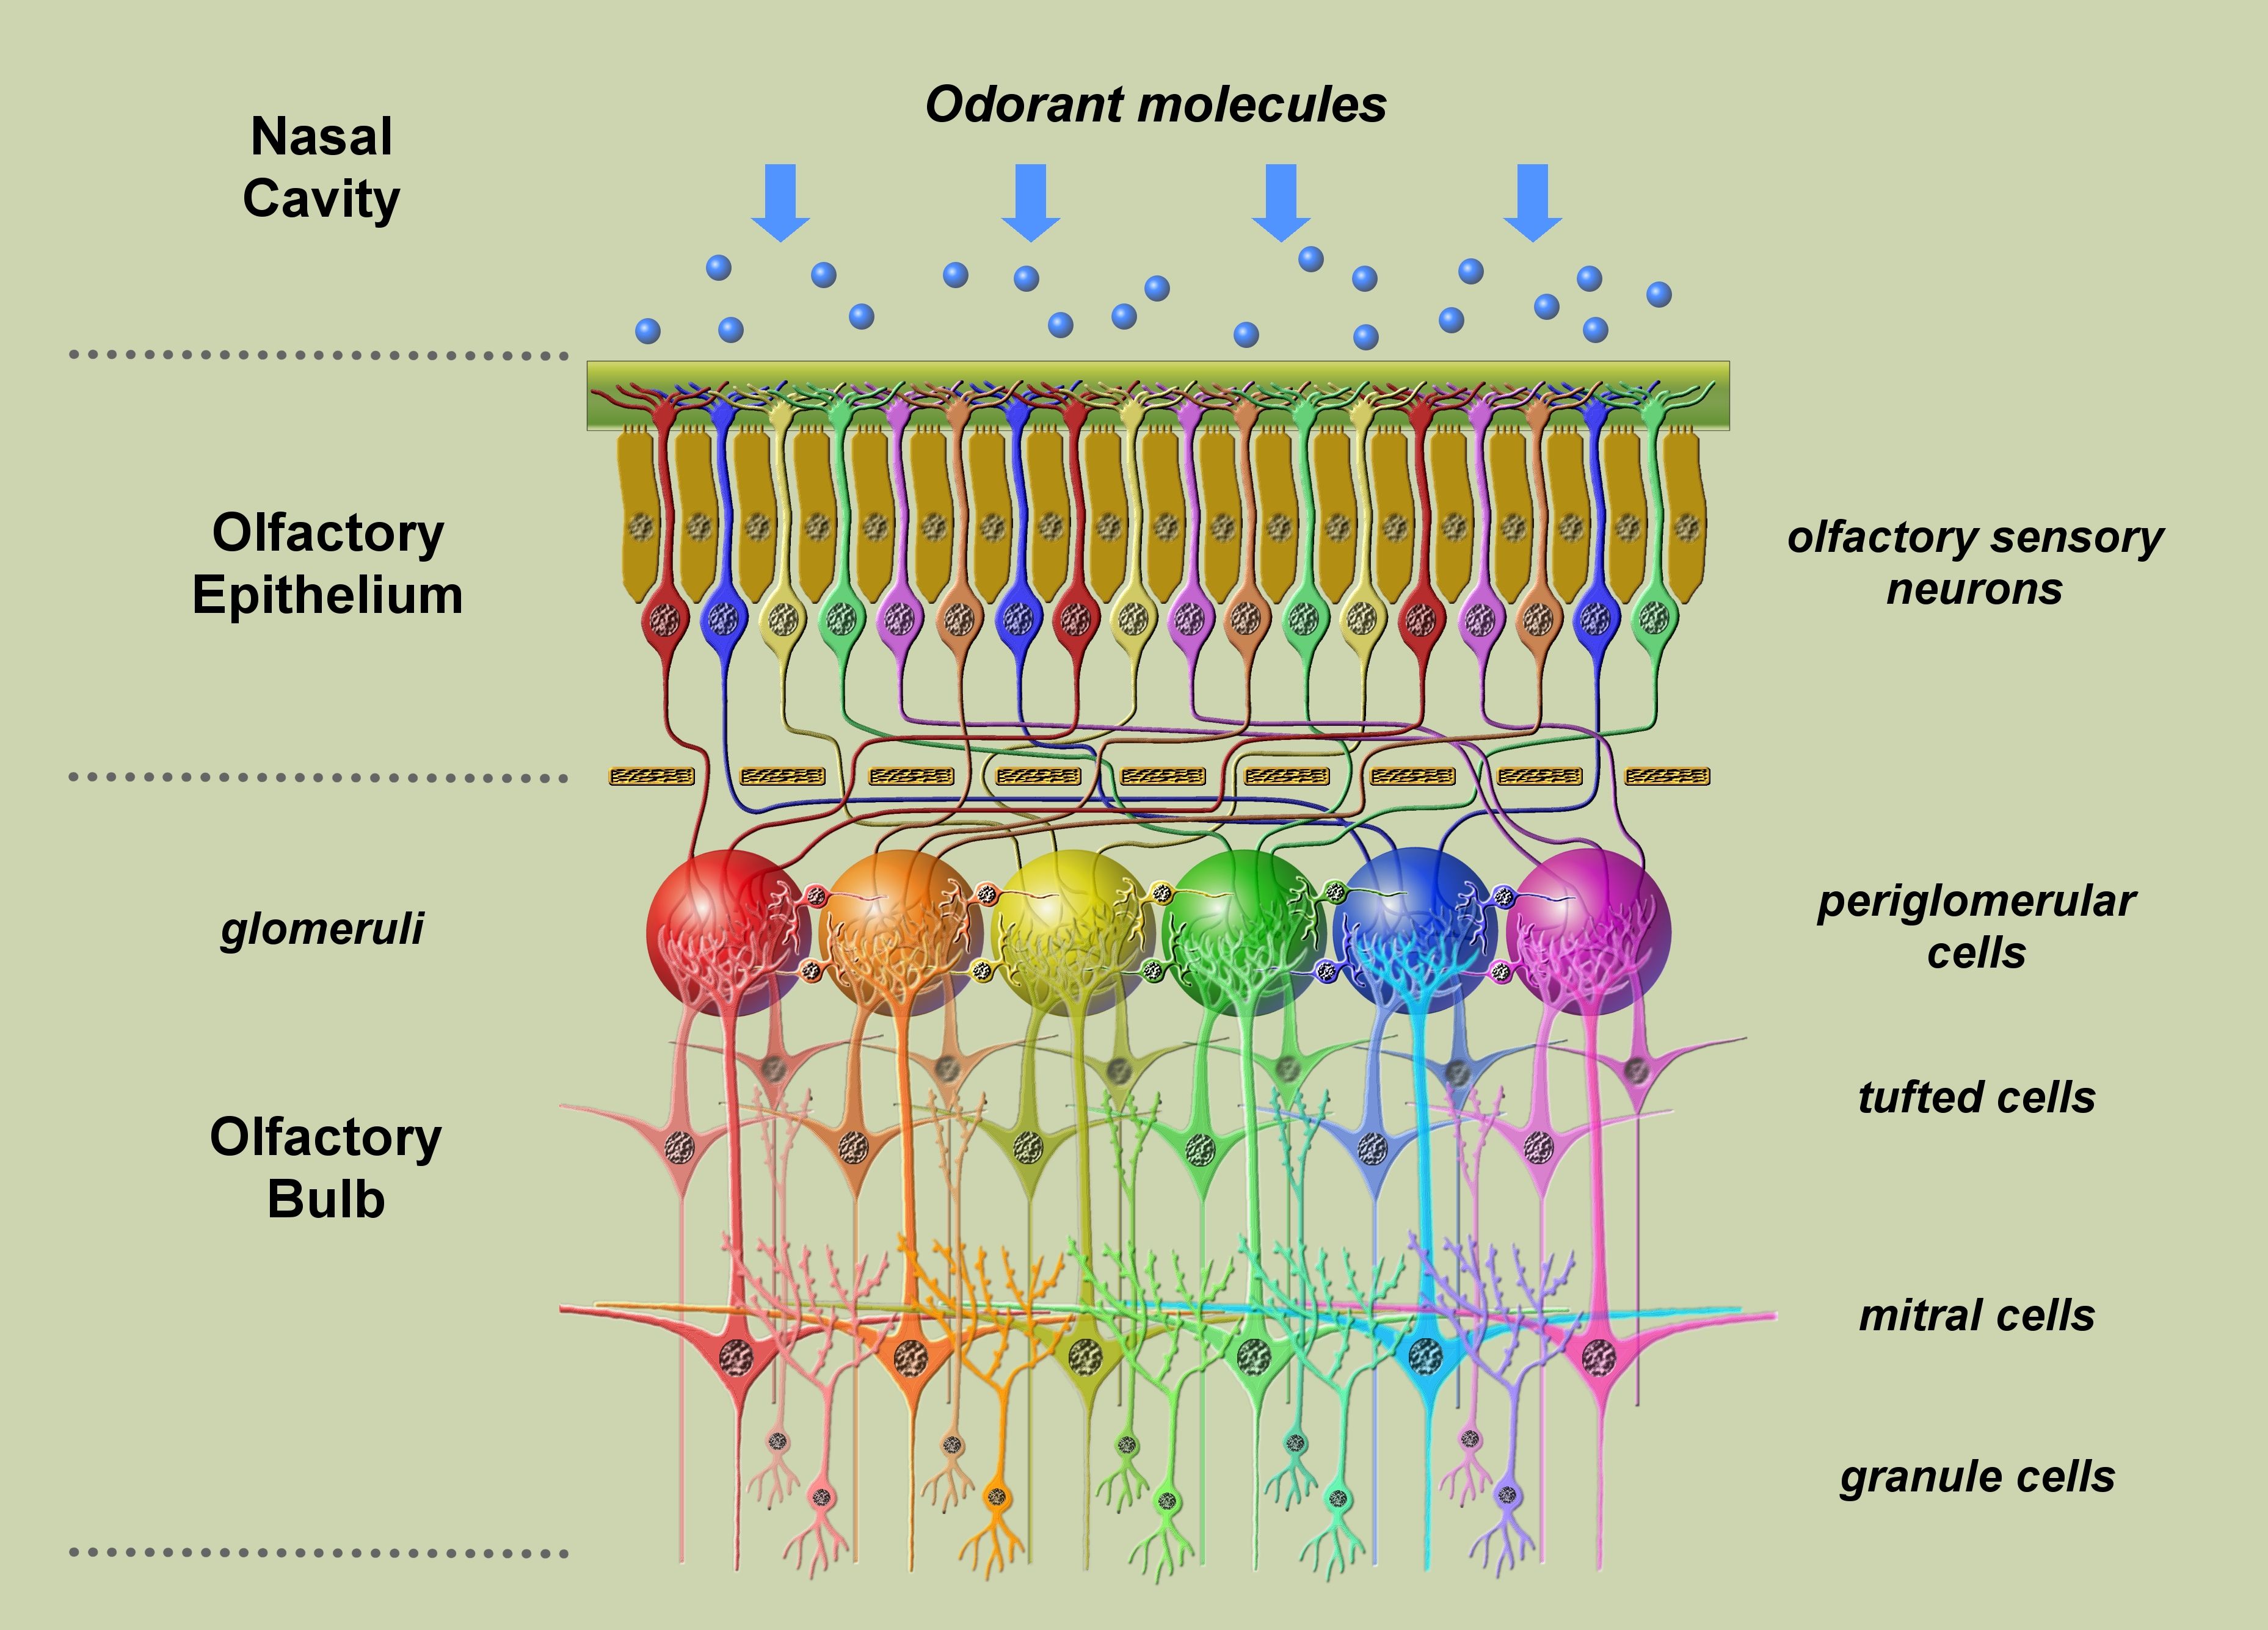 Odorant molecules
Nasal
Cavity
Olfactory
Epithelium
olfactory sensory
neurons
glomeruli
periglomerular
cells
tufted cells
Olfactory
Bulb
mitral cells
granule cells